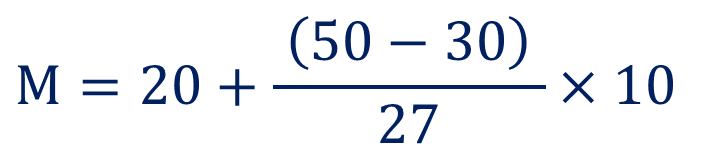 M = 20 + (50 − 30) / 27 × 10